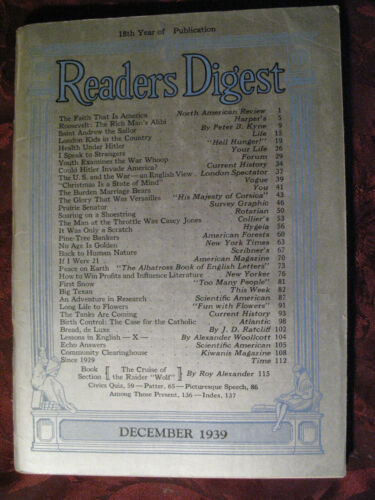 18th Year of Publication
Readers Digest
The Faith That Is America North American Review 1
Roosevelt: The Rich Man's Alibi Harper's 5
Saint Andrew the Sailor By Peter B. Kyne 9
London Kids in the Country Life 15
Health Under Hitler "Hell Hunger!" 19
I Speak to Strangers Your Life 26
Youth Examines the War Whoop Forum 29
Could Hitler Invade America? Current History 34
The U.S. and the War — an English View . London Spectator 37
"Christmas Is a State of Mind" Vogue 39
The Burden Marriage Bears You 41
The Glory That Was Versailles "His Majesty of Corsica" 43
Prairie Senator Survey Graphic 46
Soaring on a Shoestring Rotarian 50
The Man at the Throttle Was Casey Jones Collier's 53
It Was Only a Scratch Hygeia 56
Pine-Tree Bankers American Forests 60
No Age Is Golden New York Times 63
Back to Human Nature Scribner's 67
If I Were 21 American Magazine 70
Peace on Earth "The Albatross Book of English Letters" 73
How to Win Profits and Influence Literature New Yorker 76
First Snow "Too Many People" 81
Big Texan This Week 82
An Adventure in Research Scientific American 87
Long Life to Flowers "Fun with Flowers" 91
The Tanks Are Coming Current History 93
Birth Control: The Case for the Catholic Atlantic 98
Bread, de Luxe By J. D. Ratcliff 102
Lessons in English — X — By Alexander Woollcott 104
Echo Answers Scientific American 105
Community Clearinghouse Kiwanis Magazine 108
Since 1929 Time 112
Book Section The Cruise of the Raider "Wolf" By Roy Alexander 115
Civics Quiz, 59 — Patter, 65 — Picturesque Speech, 86
Among Those Present, 136 — Index, 137
DECEMBER 1939